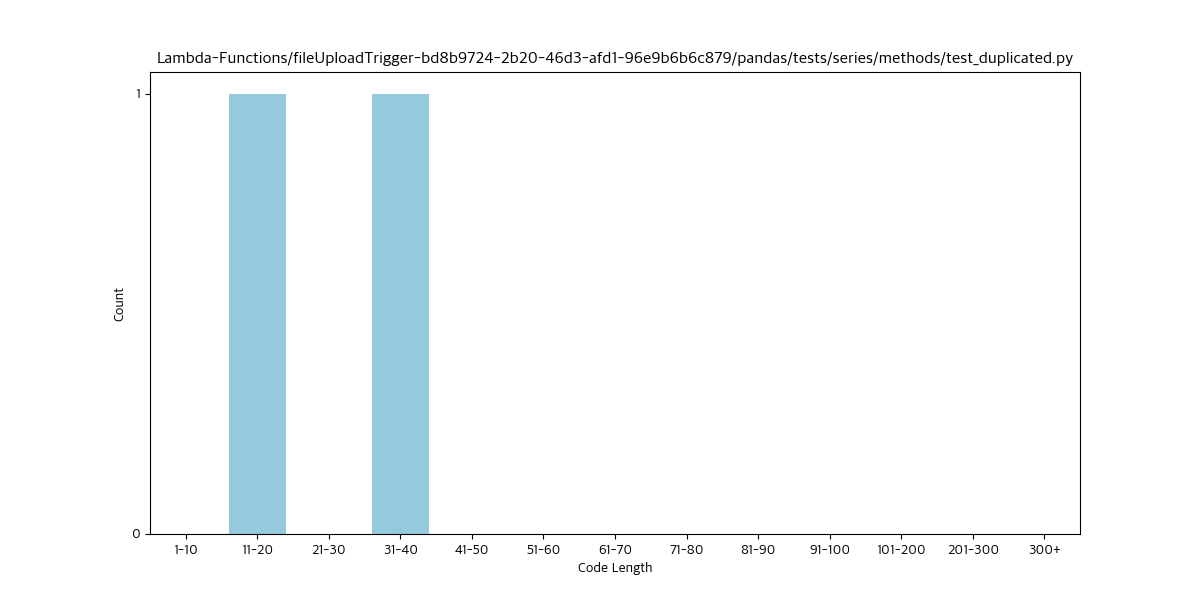 Lambda-Functions/fileUploadTrigger-bd8b9724-2b20-46d3-afd1-96e9b6b6c879/pandas/tests/series/methods/test_duplicated.py
1
Count
0
1-10 11-20 21-30 31-40 41-50 51-60 61-70 71-80 81-90 91-100 101-200 201-300 300+
Code Length